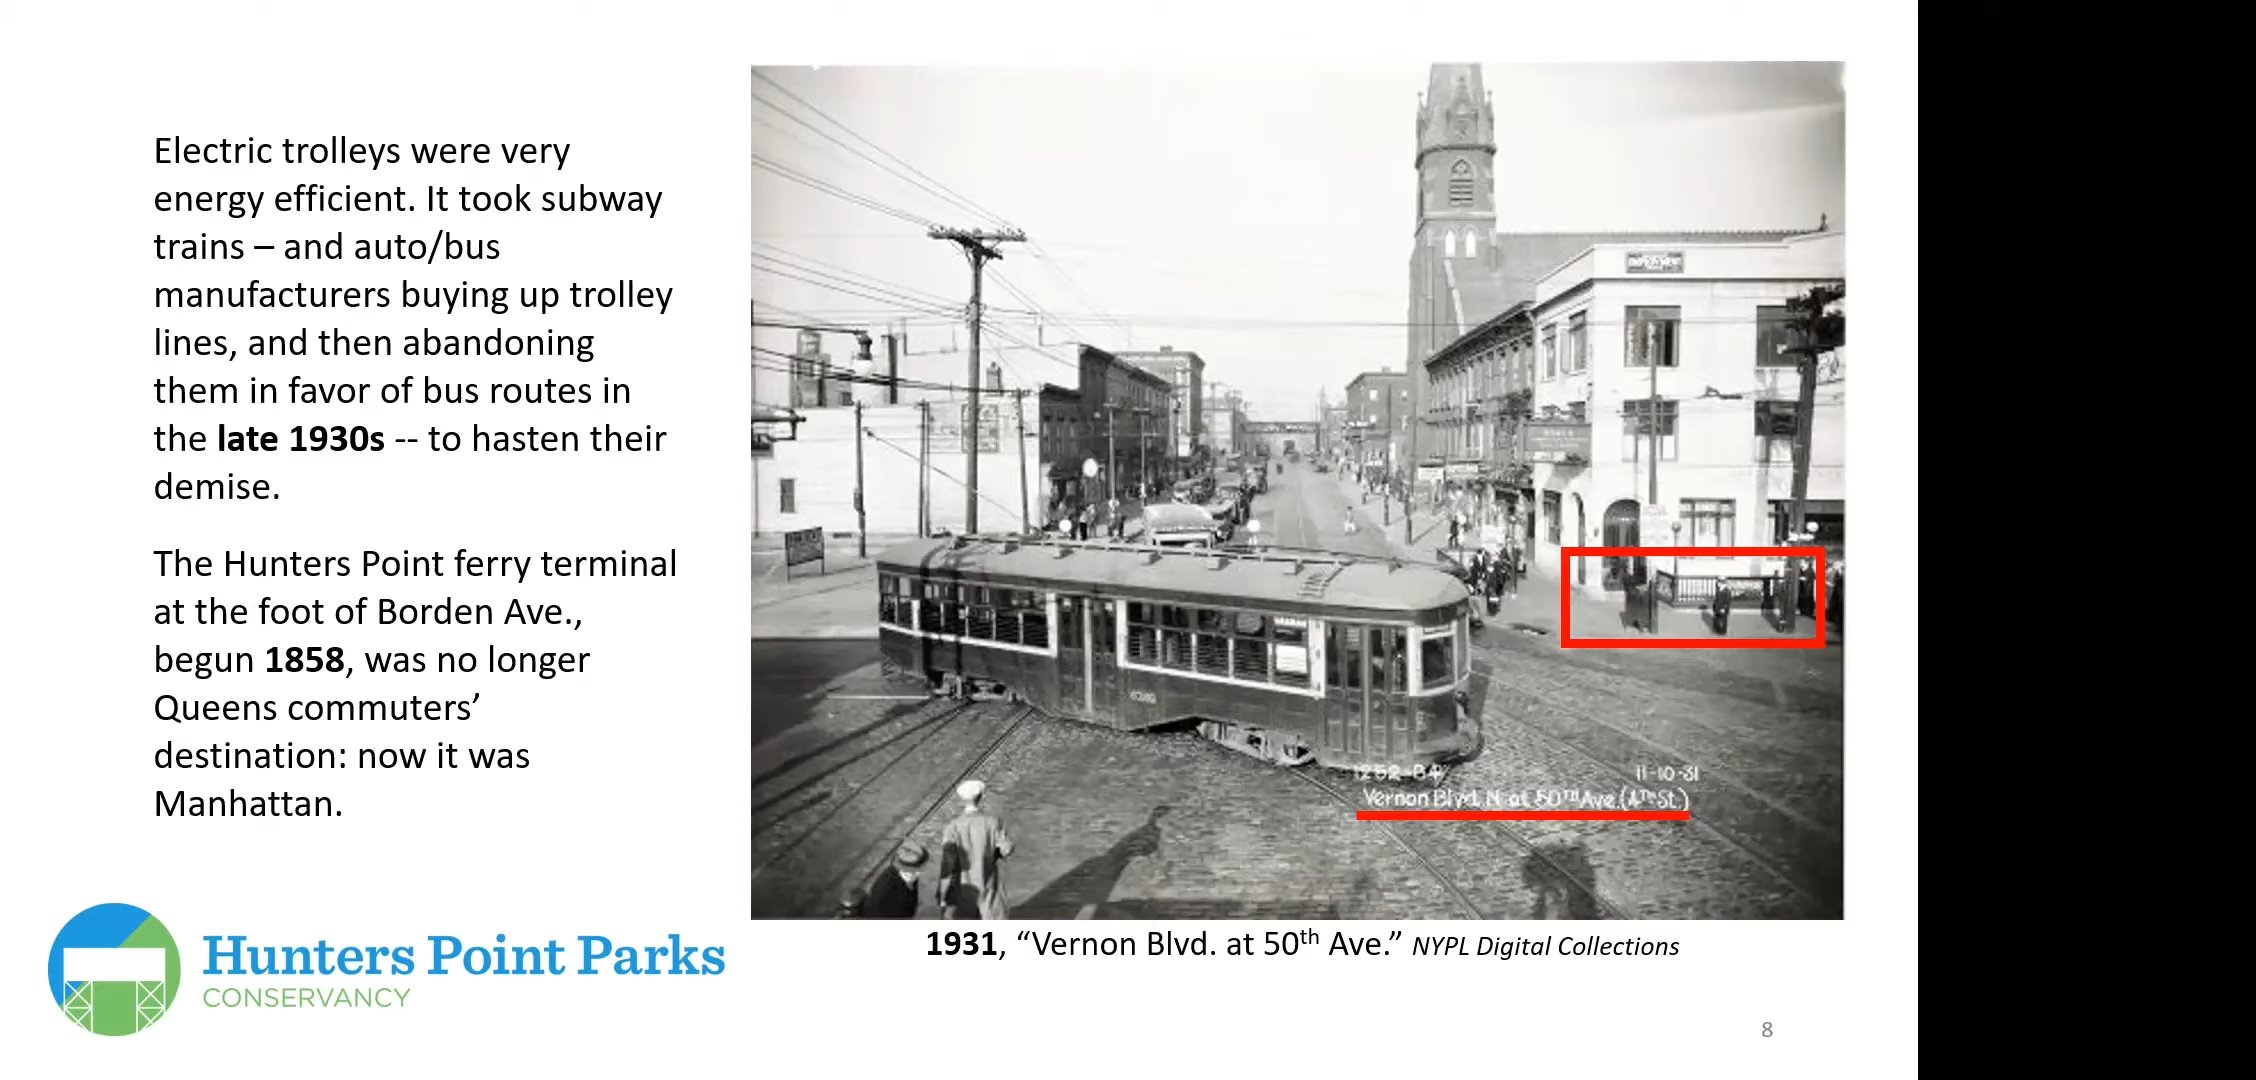 Electric trolleys were very
energy efficient. It took subway
trains – and auto/bus
manufacturers buying up trolley
lines, and then abandoning
them in favor of bus routes in
the late 1930s -- to hasten their
demise.
The Hunters Point ferry terminal
at the foot of Borden Ave.,
begun 1858, was no longer
Queens commuters’
destination: now it was
Manhattan.
Hunters Point Parks
CONSERVANCY
1252-84
11-10-31
Vernon Blvd. N. at 50TH Ave. (4TH St.)
1931, “Vernon Blvd. at 50th Ave.” NYPL Digital Collections
8